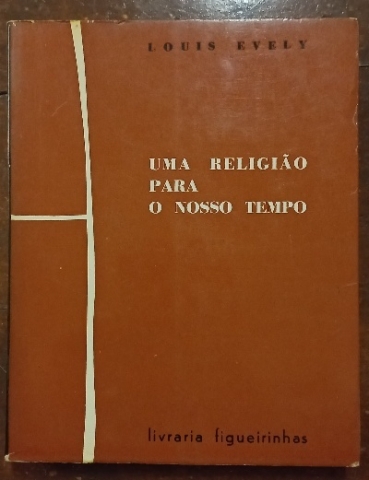 LOUIS EVELY
UMA RELIGIÃO
PARA
O NOSSO TEMPO
livraria figueirinhas